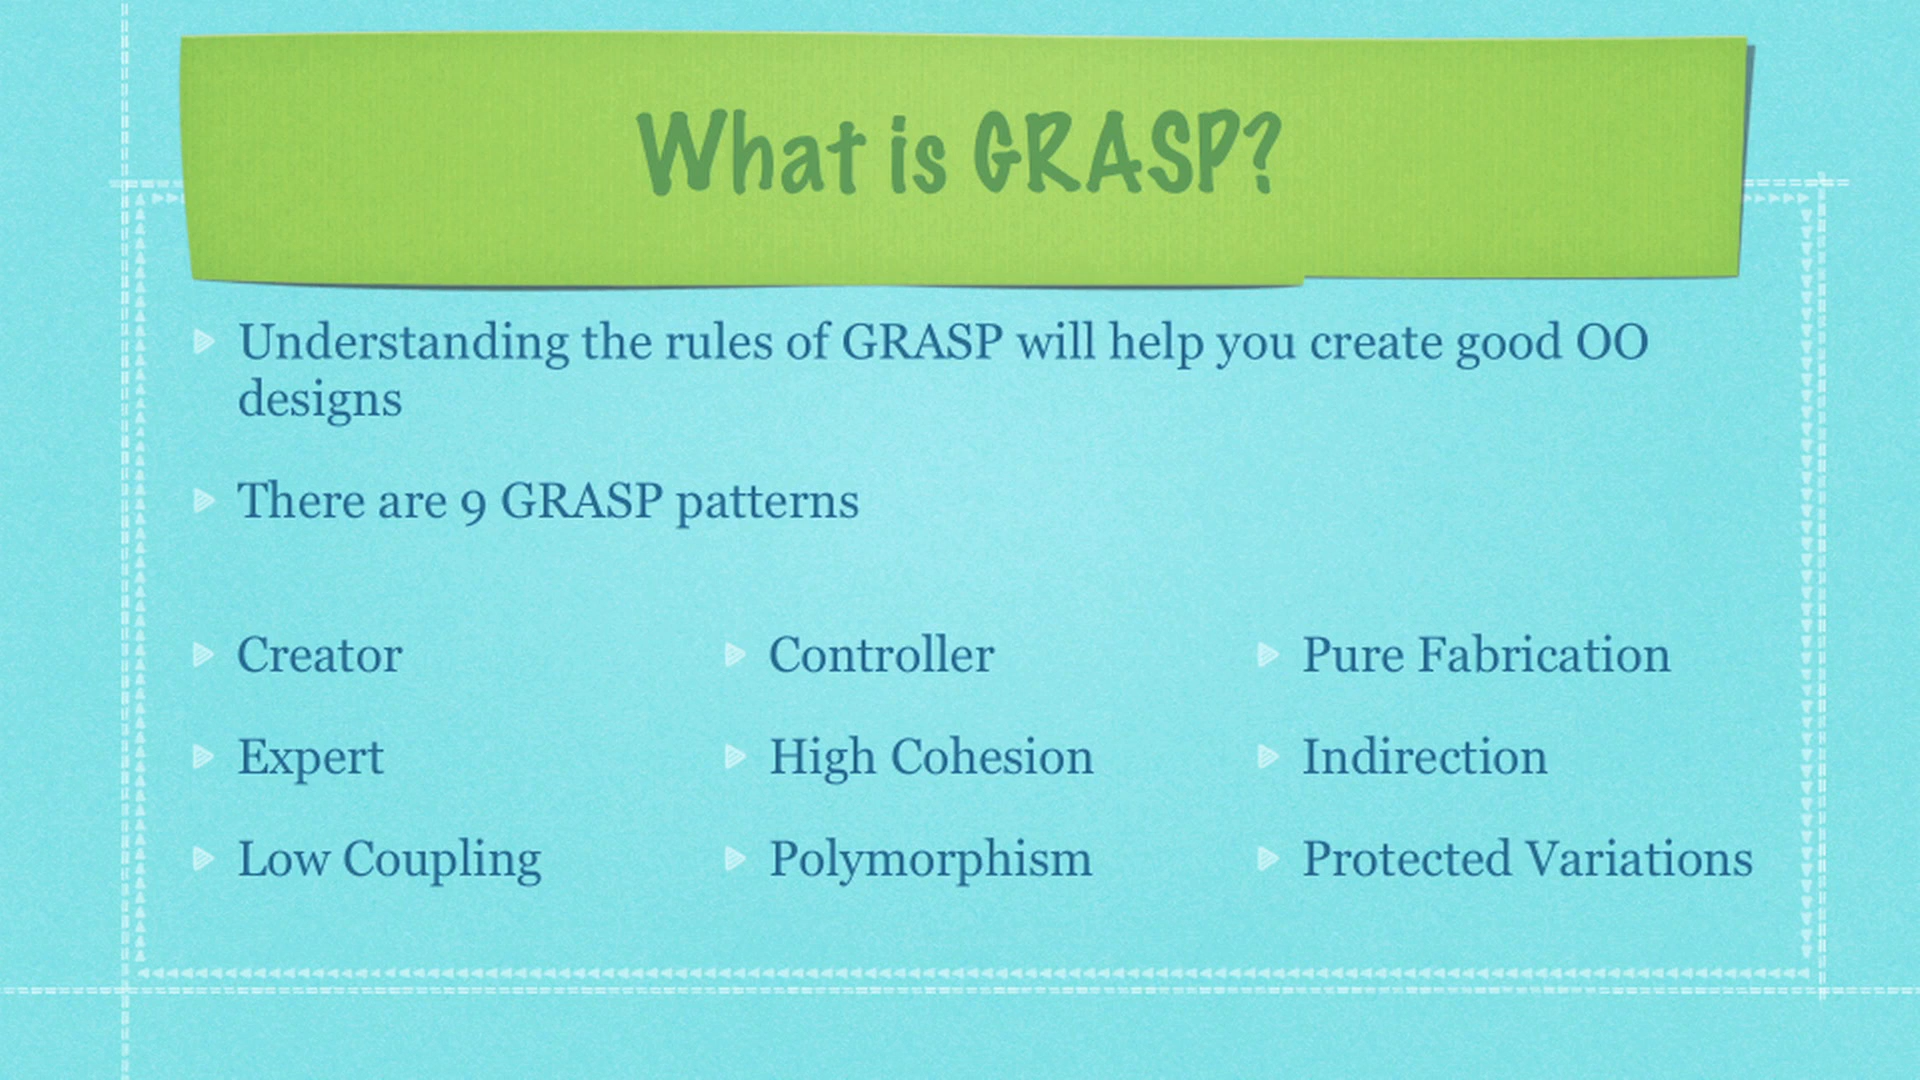 What is GRASP?
Understanding the rules of GRASP will help you create good OO
designs
There are 9 GRASP patterns
Creator
Expert
Low Coupling
Controller
High Cohesion
Polymorphism
Pure Fabrication
Indirection
Protected Variations